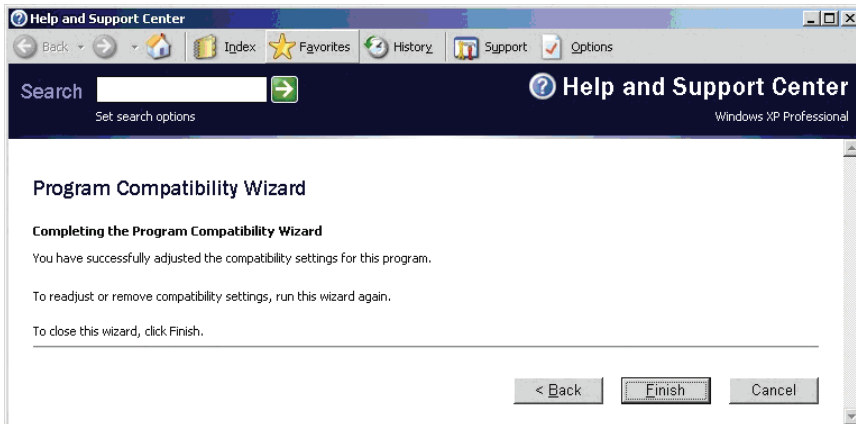 Help and Support Center
Back Index Favorites History Support Options
Search
Help and Support Center
Set search options
Windows XP Professional
Program Compatibility Wizard
Completing the Program Compatibility Wizard
You have successfully adjusted the compatibility settings for this program.
To readjust or remove compatibility settings, run this wizard again.
To close this wizard, click Finish.
< Back Finish Cancel